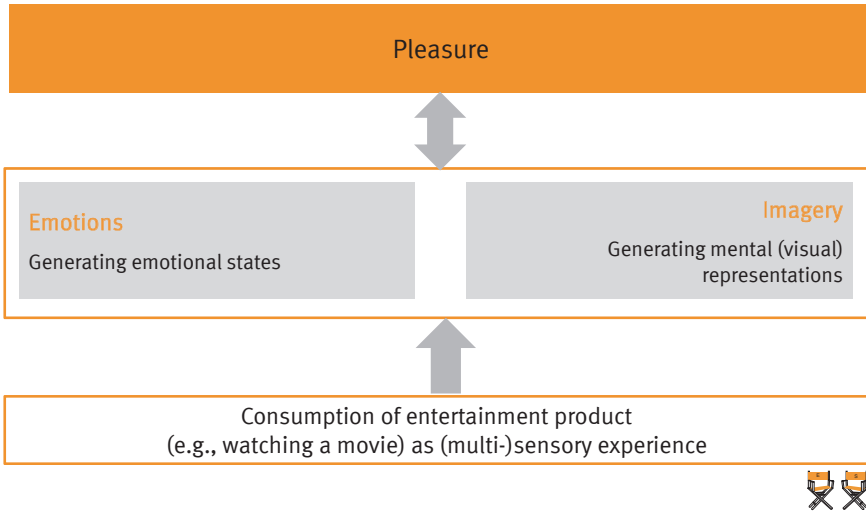 Pleasure
Emotions
Generating emotional states
Imagery
Generating mental (visual)
representations
Consumption of entertainment product
(e.g., watching a movie) as (multi-)sensory experience